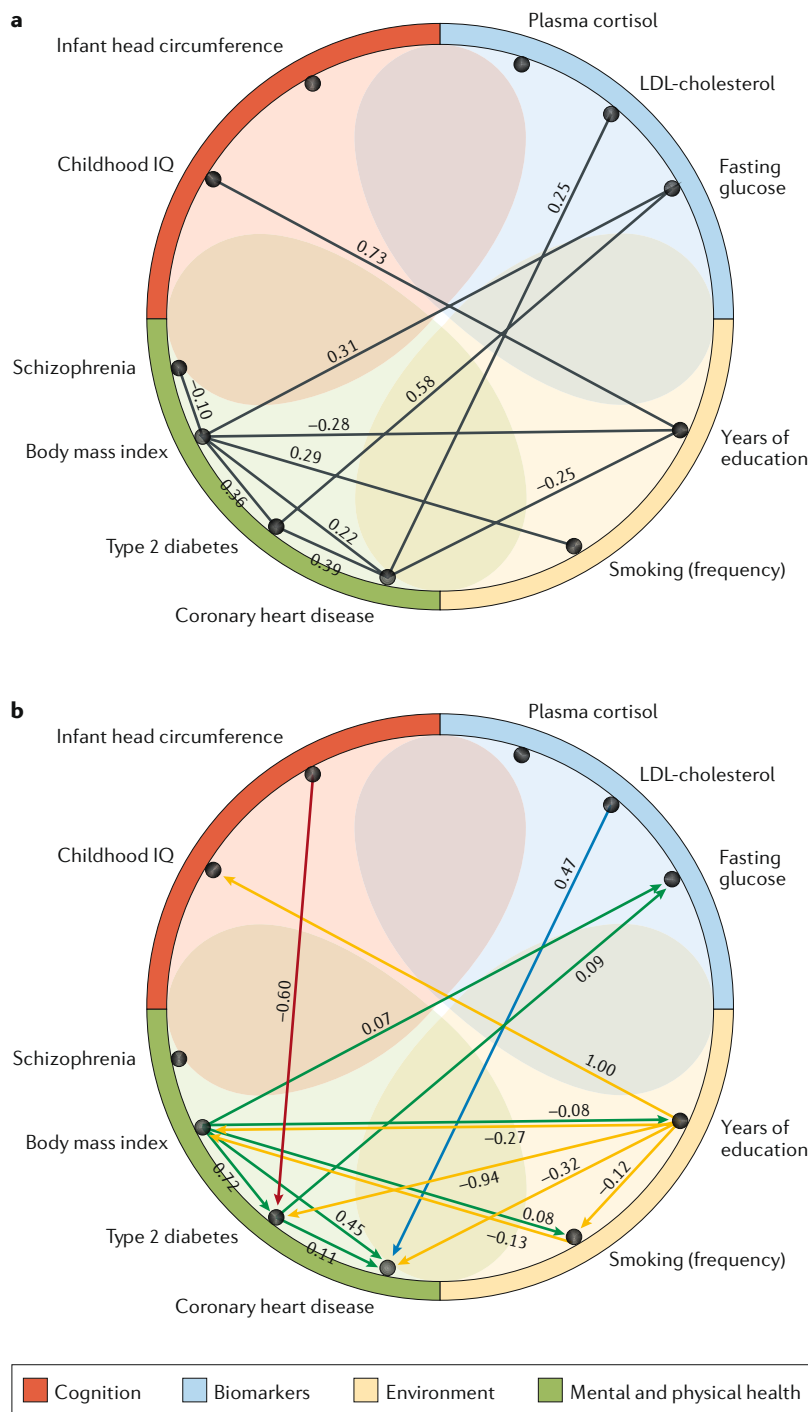 a
Plasma cortisol
Infant head circumference
LDL-cholesterol
Childhood IQ
Fasting
glucose
0.25
0.73
0.31
0.58
Schizophrenia
–0.10
Body mass index
–0.28
Years of
education
0.29
–0.25
0.36
0.22
Type 2 diabetes
0.39
Smoking (frequency)
Coronary heart disease
b
Plasma cortisol
Infant head circumference
LDL-cholesterol
Childhood IQ
Fasting
glucose
0.47
0.09
–0.60
0.07
1.00
Schizophrenia
–0.08
Body mass index
Years of
education
–0.27
–0.32
–0.94
–0.12
0.72
0.45
0.08
Type 2 diabetes
–0.13
0.11
Smoking (frequency)
Coronary heart disease
Cognition
Biomarkers
Environment
Mental and physical health